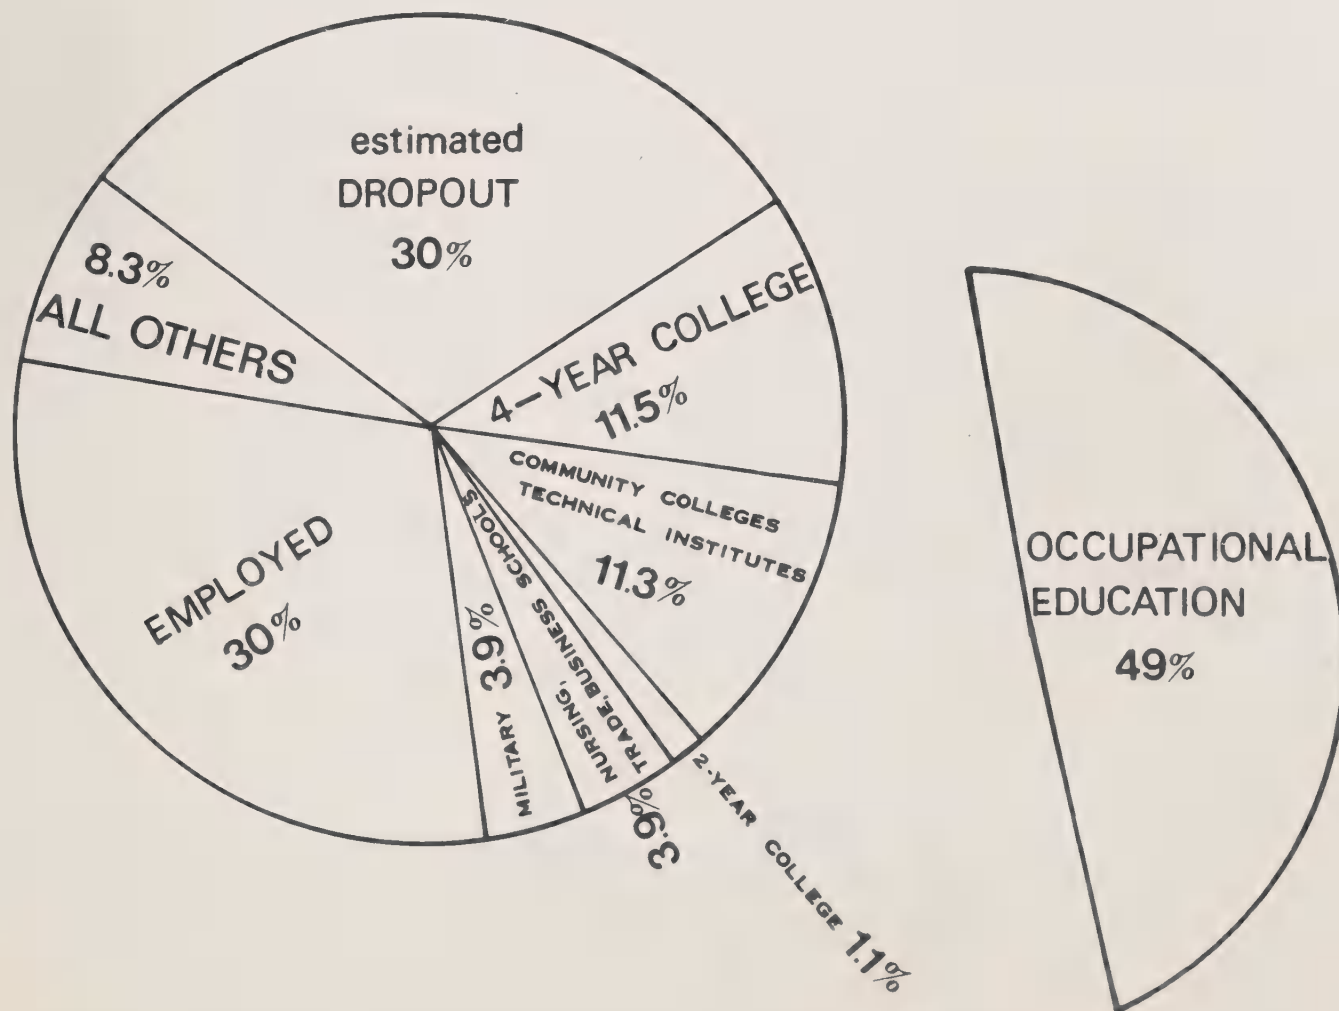 estimated
DROPOUT
30%
8.3%
ALL OTHERS
4-YEAR COLLEGE
11.5%
COMMUNITY COLLEGES
TECHNICAL INSTITUTES
11.3%
2-YEAR COLLEGE 1.1%
NURSING,
TRADE, BUSINESS SCHOOLS
3.9%
MILITARY 3.9%
EMPLOYED
30%
OCCUPATIONAL
EDUCATION
49%